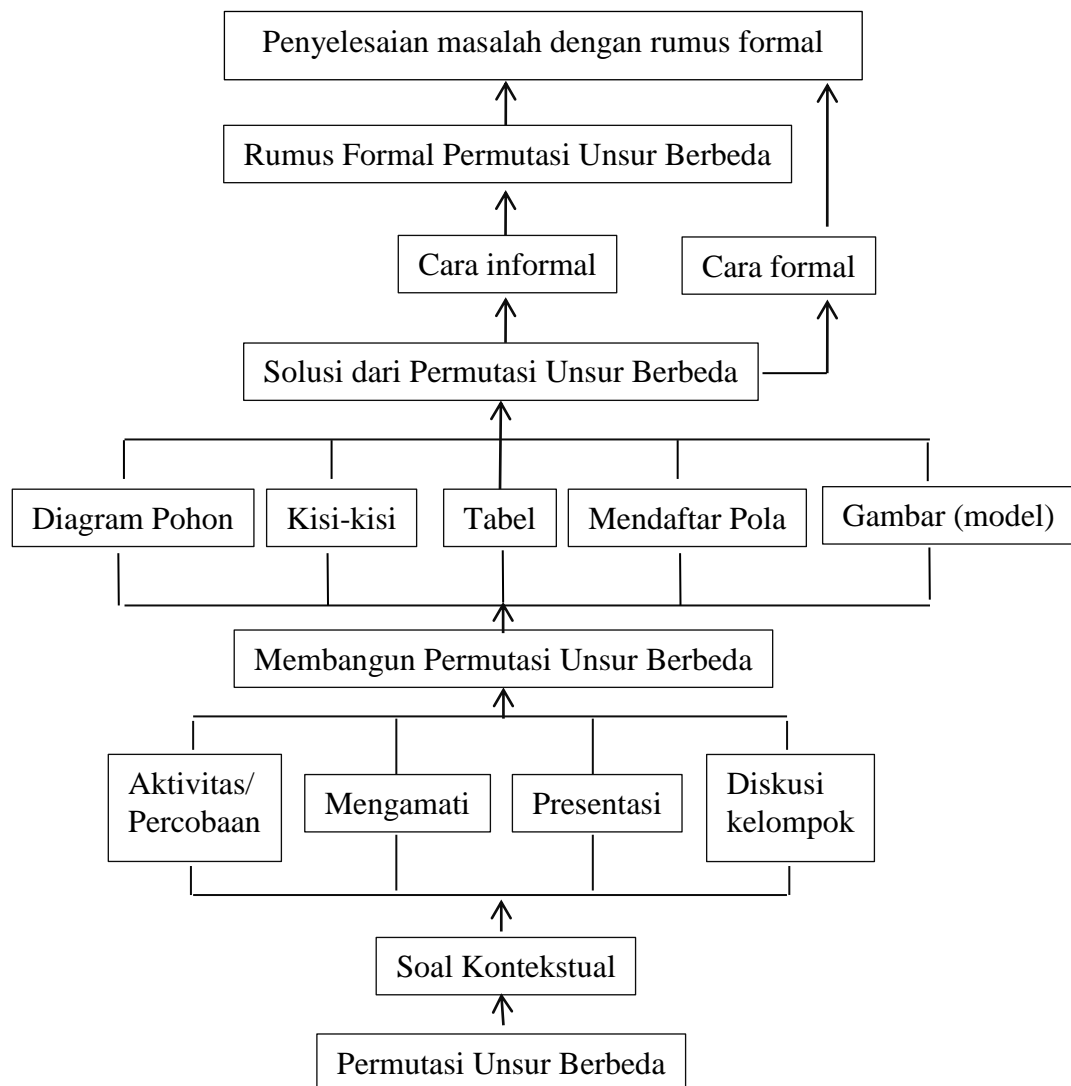 Penyelesaian masalah dengan rumus formal
Rumus Formal Permutasi Unsur Berbeda
Cara informal
Cara formal
Solusi dari Permutasi Unsur Berbeda
Diagram Pohon
Kisi-kisi
Tabel
Mendaftar Pola
Gambar (model)
Membangun Permutasi Unsur Berbeda
Aktivitas/
Percobaan
Mengamati
Presentasi
Diskusi
kelompok
Soal Kontekstual
Permutasi Unsur Berbeda